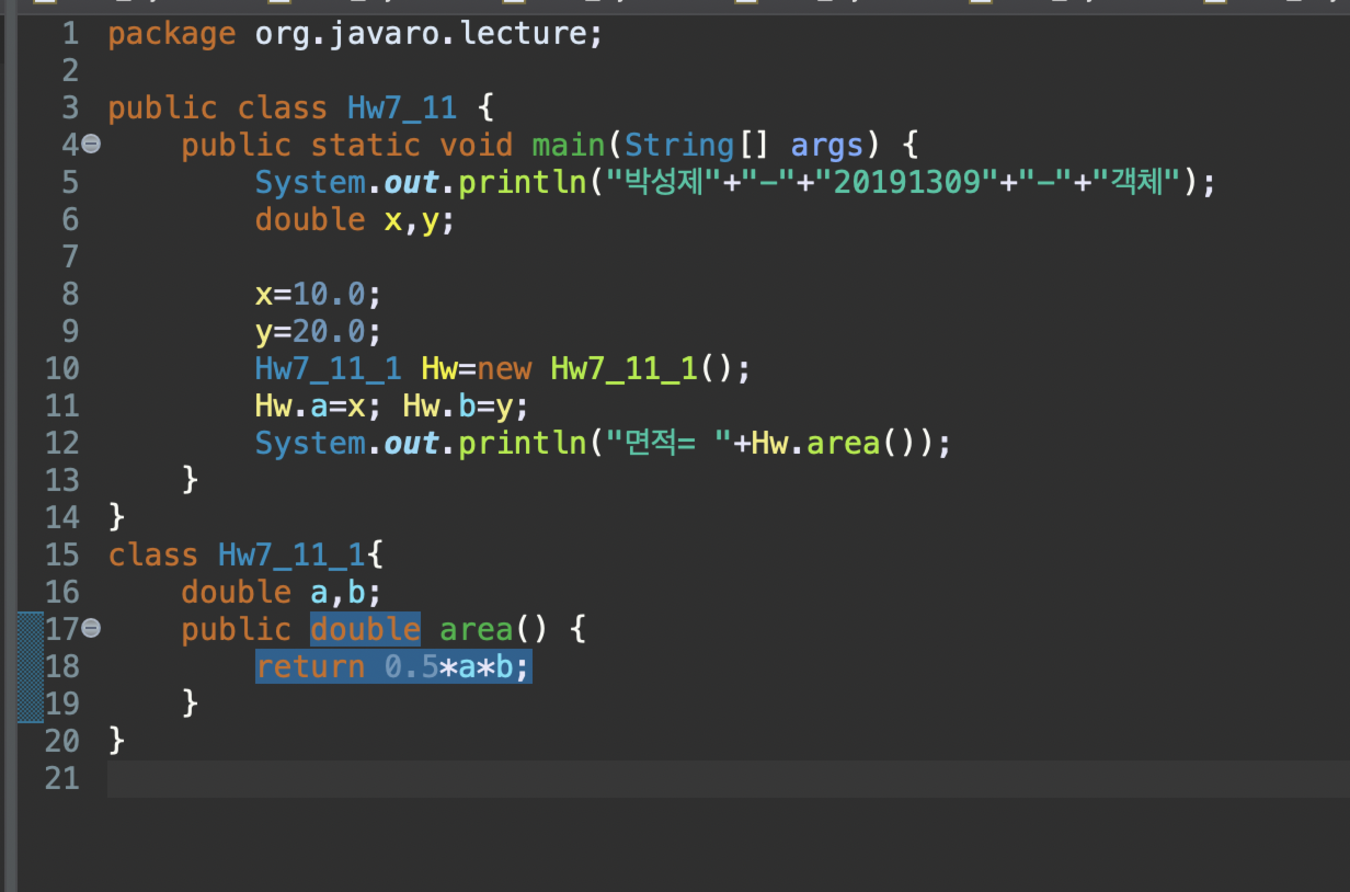 1 package org.javaro.lecture;
2
3 public class Hw7_11 {
4 public static void main(String[] args) {
5 System.out.println("박성제"+"-"+"20191309"+"-"+"객체");
6 double x,y;
7
8 x=10.0;
9 y=20.0;
10 Hw7_11_1 Hw=new Hw7_11_1();
11 Hw.a=x; Hw.b=y;
12 System.out.println("면적= "+Hw.area());
13 }
14 }
15 class Hw7_11_1{
16 double a,b;
17 public double area() {
18 return 0.5*a*b;
19 }
20 }
21